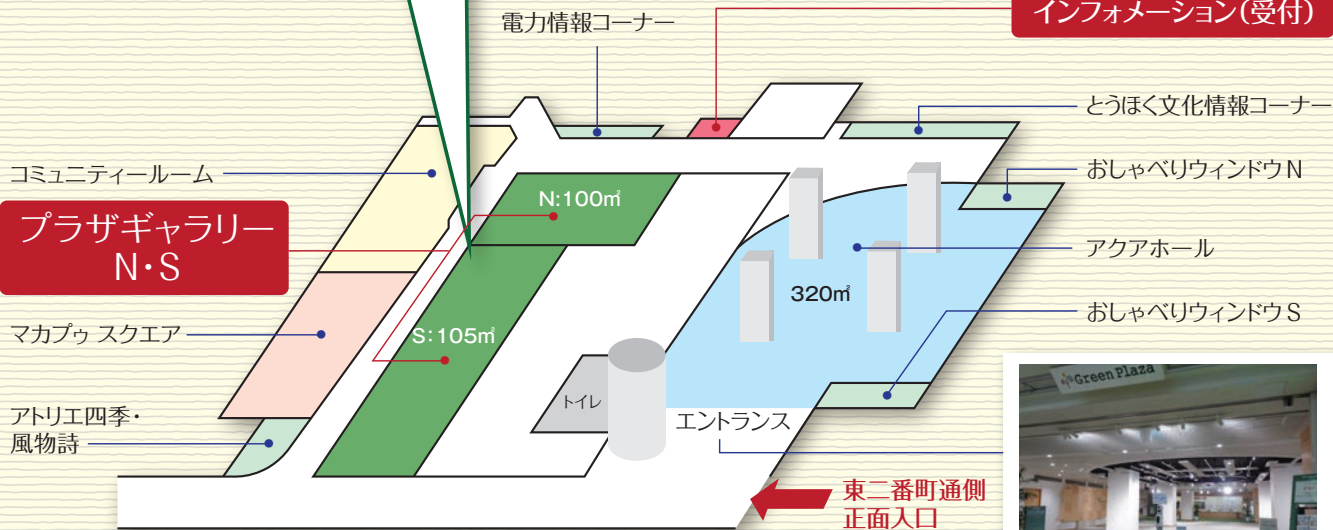 電力情報コーナー
インフォメーション(受付)
とうほく文化情報コーナー
コミュニティールーム
おしゃべりウィンドウN
プラザギャラリー
N・S
N:100㎡
アクアホール
320㎡
マカプゥ スクエア
S:105㎡
おしゃべりウィンドウS
アトリエ四季・
風物詩
トイレ
エントランス
Green Plaza
東二番町通側
正面入口